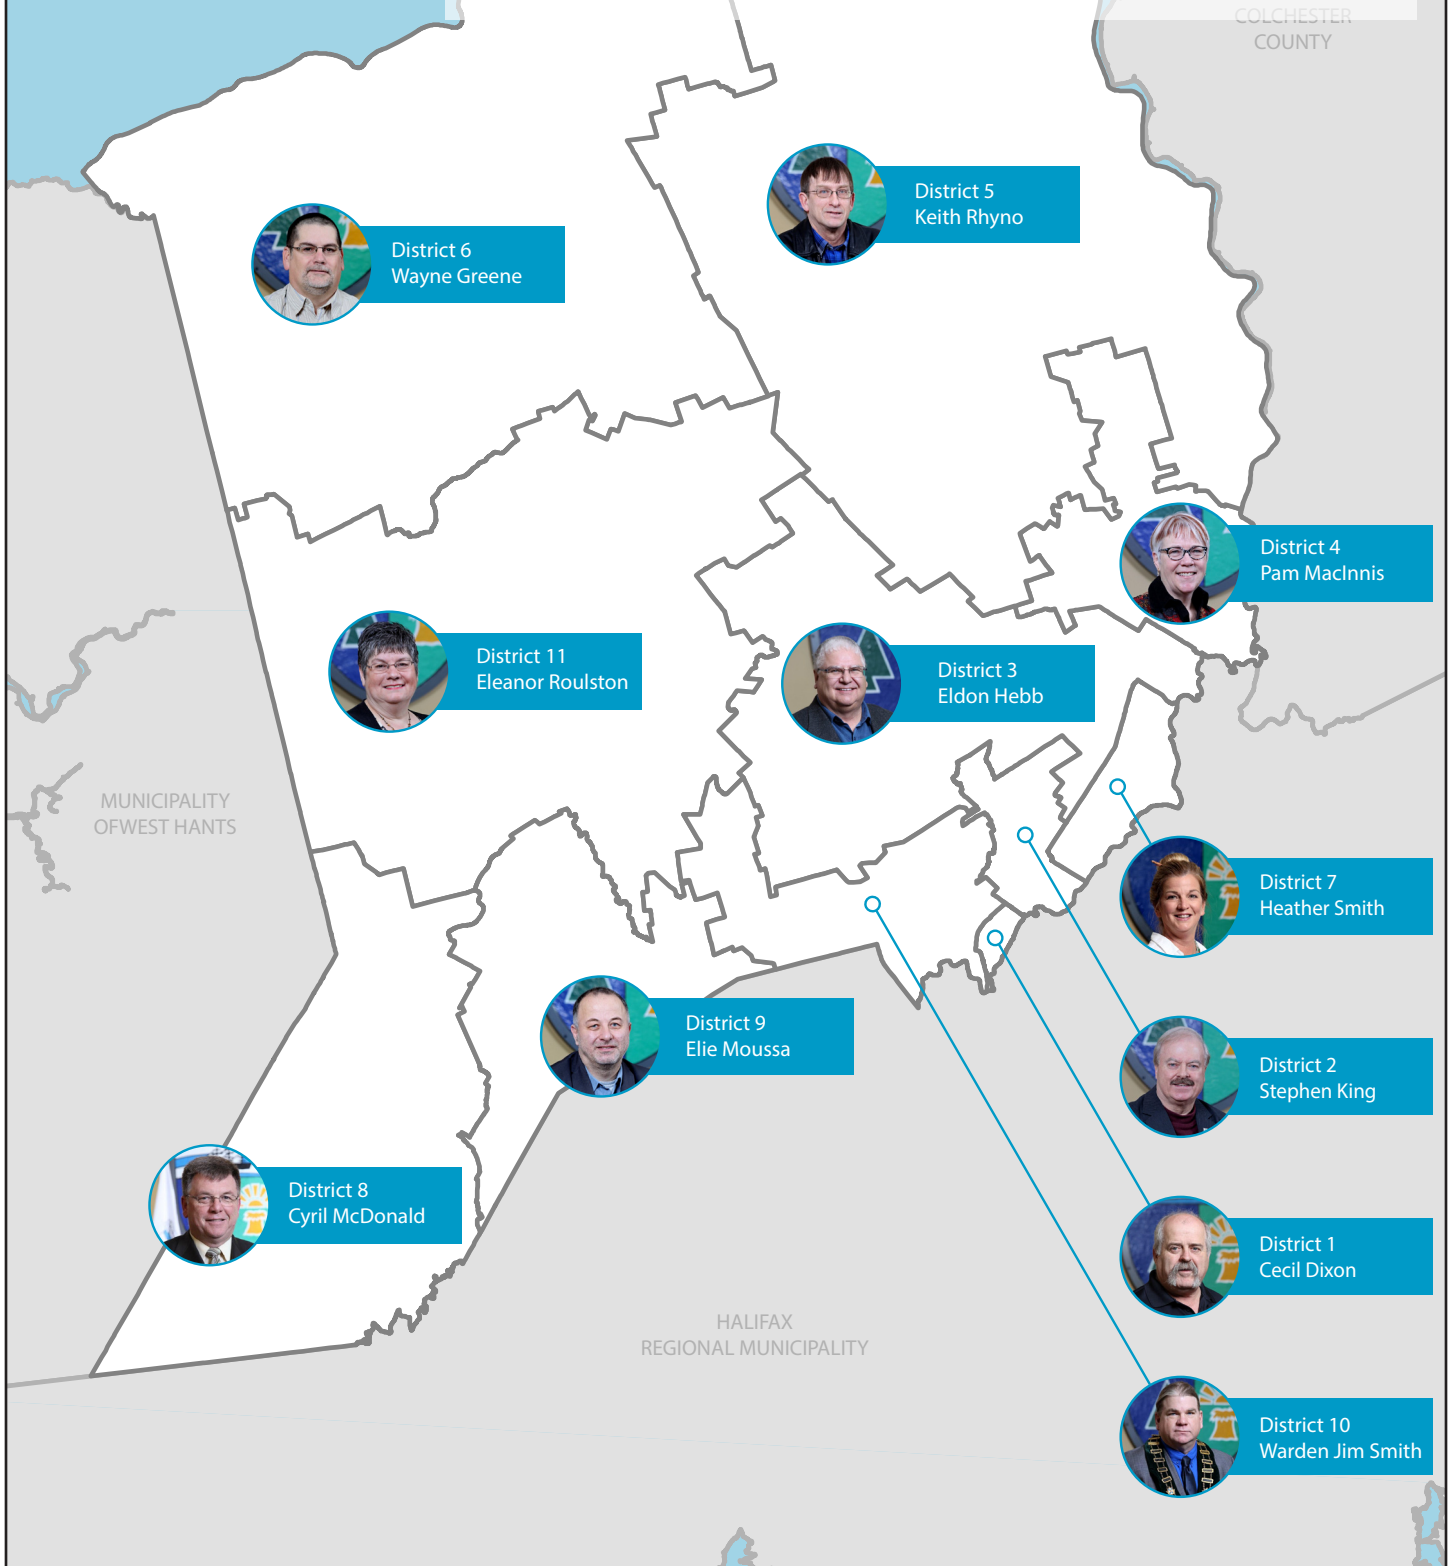 COLCHESTER
COUNTY
District 5
Keith Rhyno
District 6
Wayne Greene
District 4
Pam MacInnis
District 11
Eleanor Roulston
District 3
Eldon Hebb
MUNICIPALITY
OFWEST HANTS
District 7
Heather Smith
District 9
Elie Moussa
District 2
Stephen King
District 8
Cyril McDonald
District 1
Cecil Dixon
HALIFAX
REGIONAL MUNICIPALITY
District 10
Warden Jim Smith